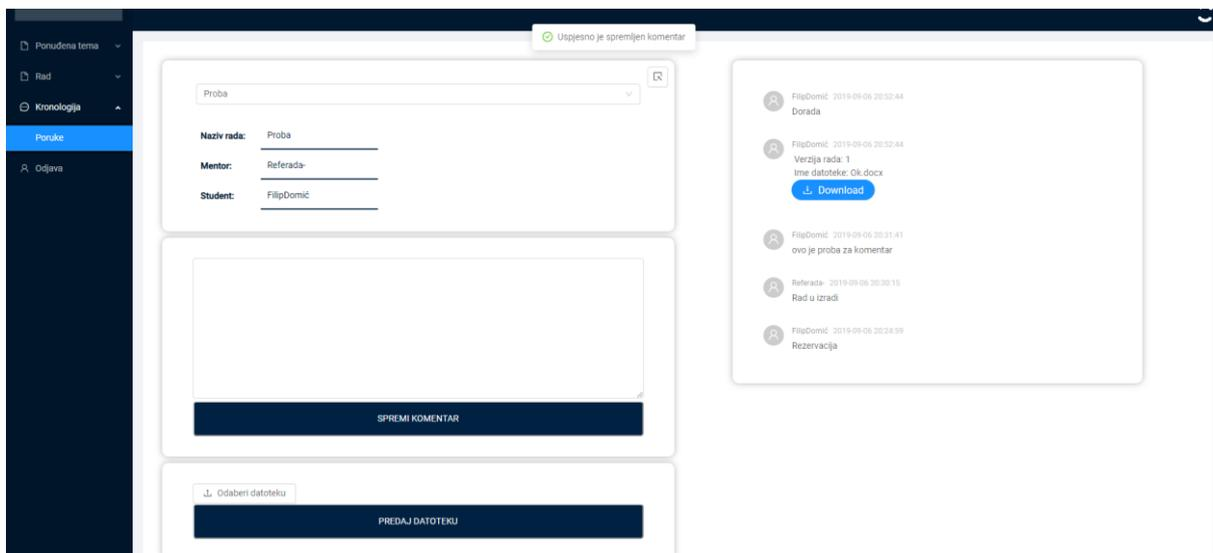 Uspjesno je spremljen komentar
Ponuđena tema
Rad
Kronologija
Poruke
Odjava
Proba
Naziv rada: Proba
Mentor: Referada-
Student: FilipDomić
SPREMI KOMENTAR
Odaberi datoteku
PREDAJ DATOTEKU
FilipDomić 2019-09-06 20:52:44
Dorada
FilipDomić 2019-09-06 20:52:44
Verzija rada: 1
Ime datoteke: Ok.docx
Download
FilipDomić 2019-09-06 20:31:41
ovo je proba za komentar
Referada- 2019-09-06 20:30:15
Rad u izradi
FilipDomić 2019-09-06 20:24:59
Rezervacija